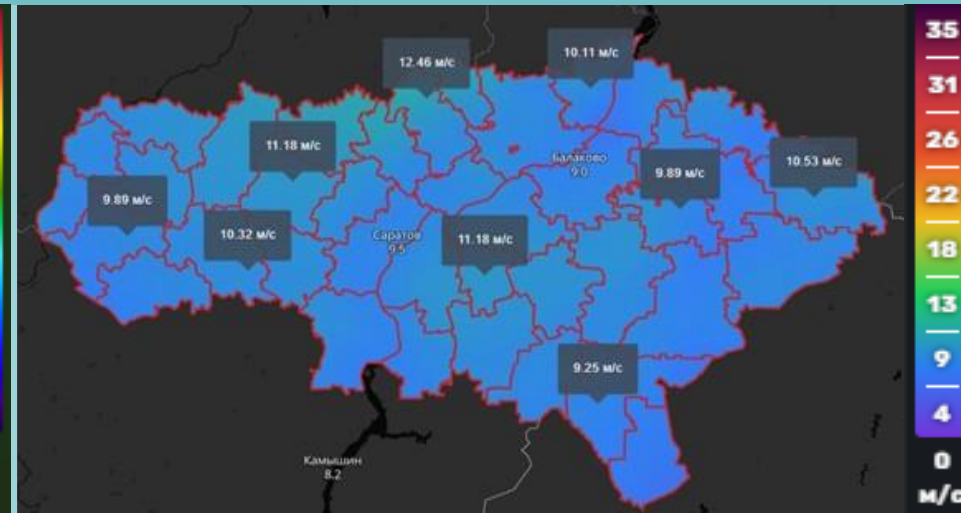 12.46 м/с
10.11 м/с
11.18 м/с
Балаково
9.0
9.89 м/с
10.53 м/с
9.89 м/с
10.32 м/с
Саратов
9.5
11.18 м/с
9.25 м/с
Камышин
8.2
35
31
26
22
18
13
9
4
0
м/с